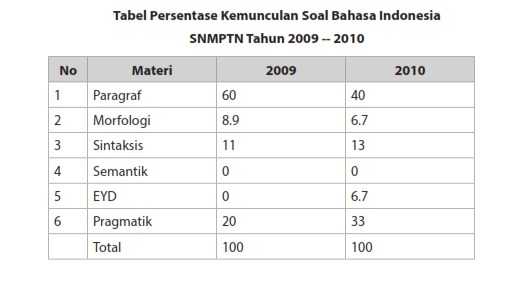 Tabel Persentase Kemunculan Soal Bahasa Indonesia
SNMPTN Tahun 2009 -- 2010
No Materi 2009 2010
1 Paragraf 60 40
2 Morfologi 8.9 6.7
3 Sintaksis 11 13
4 Semantik 0 0
5 EYD 0 6.7
6 Pragmatik 20 33
Total 100 100